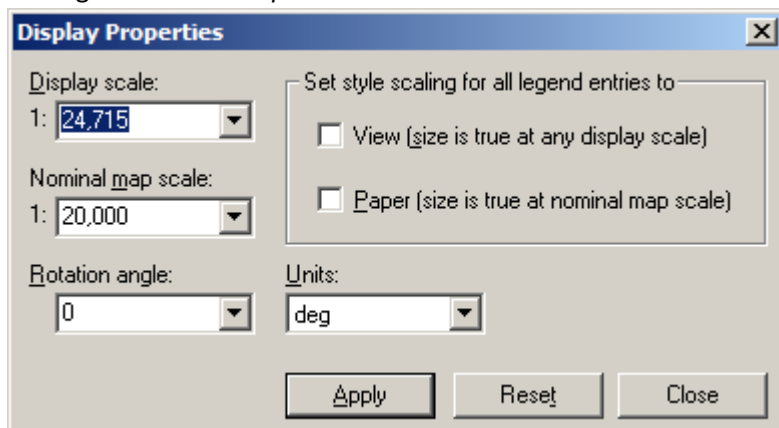 Display Properties
Display scale:
1: 24,715
Nominal map scale:
1: 20,000
Rotation angle:
0
Set style scaling for all legend entries to
View (size is true at any display scale)
Paper (size is true at nominal map scale)
Units:
deg
Apply
Reset
Close